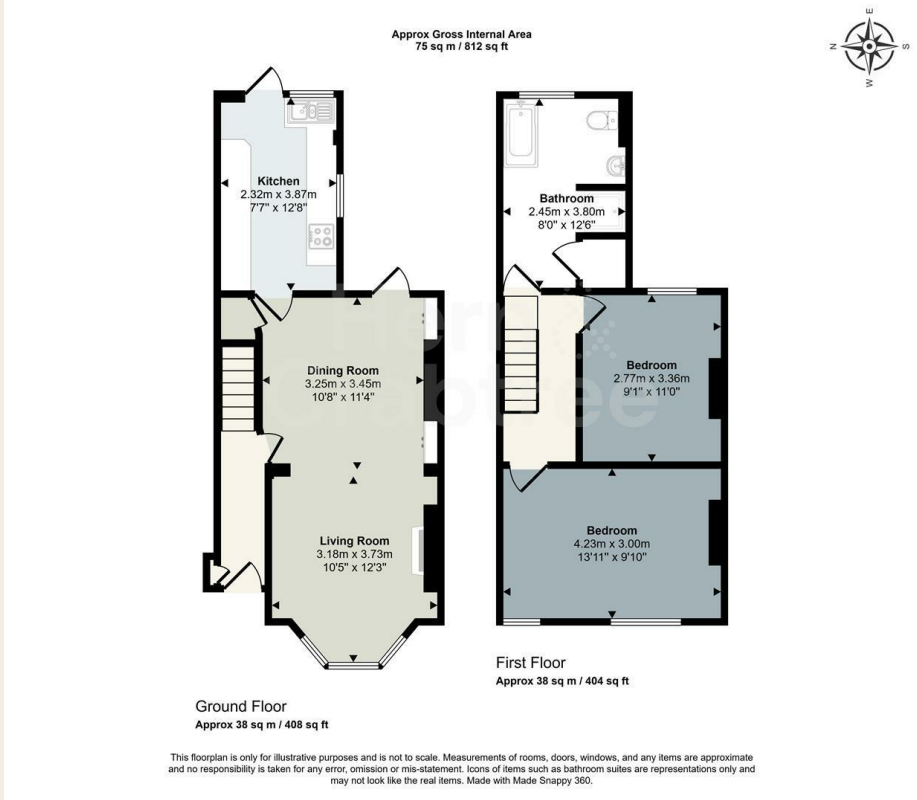 Approx Gross Internal Area
75 sq m / 812 sq ft
E
N
S
W
Kitchen
2.32m x 3.87m
7'7" x 12'8"
Dining Room
3.25m x 3.45m
10'8" x 11'4"
Living Room
3.18m x 3.73m
10'5" x 12'3"
Ground Floor
Approx 38 sq m / 408 sq ft
Bathroom
2.45m x 3.80m
8'0" x 12'6"
Bedroom
2.77m x 3.36m
9'1" x 11'0"
Bedroom
4.23m x 3.00m
13'11" x 9'10"
First Floor
Approx 38 sq m / 404 sq ft
Hern
Crabtree
This floorplan is only for illustrative purposes and is not to scale. Measurements of rooms, doors, windows, and any items are approximate
and no responsibility is taken for any error, omission or mis-statement. Icons of items such as bathroom suites are representations only and
may not look like the real items. Made with Made Snappy 360.